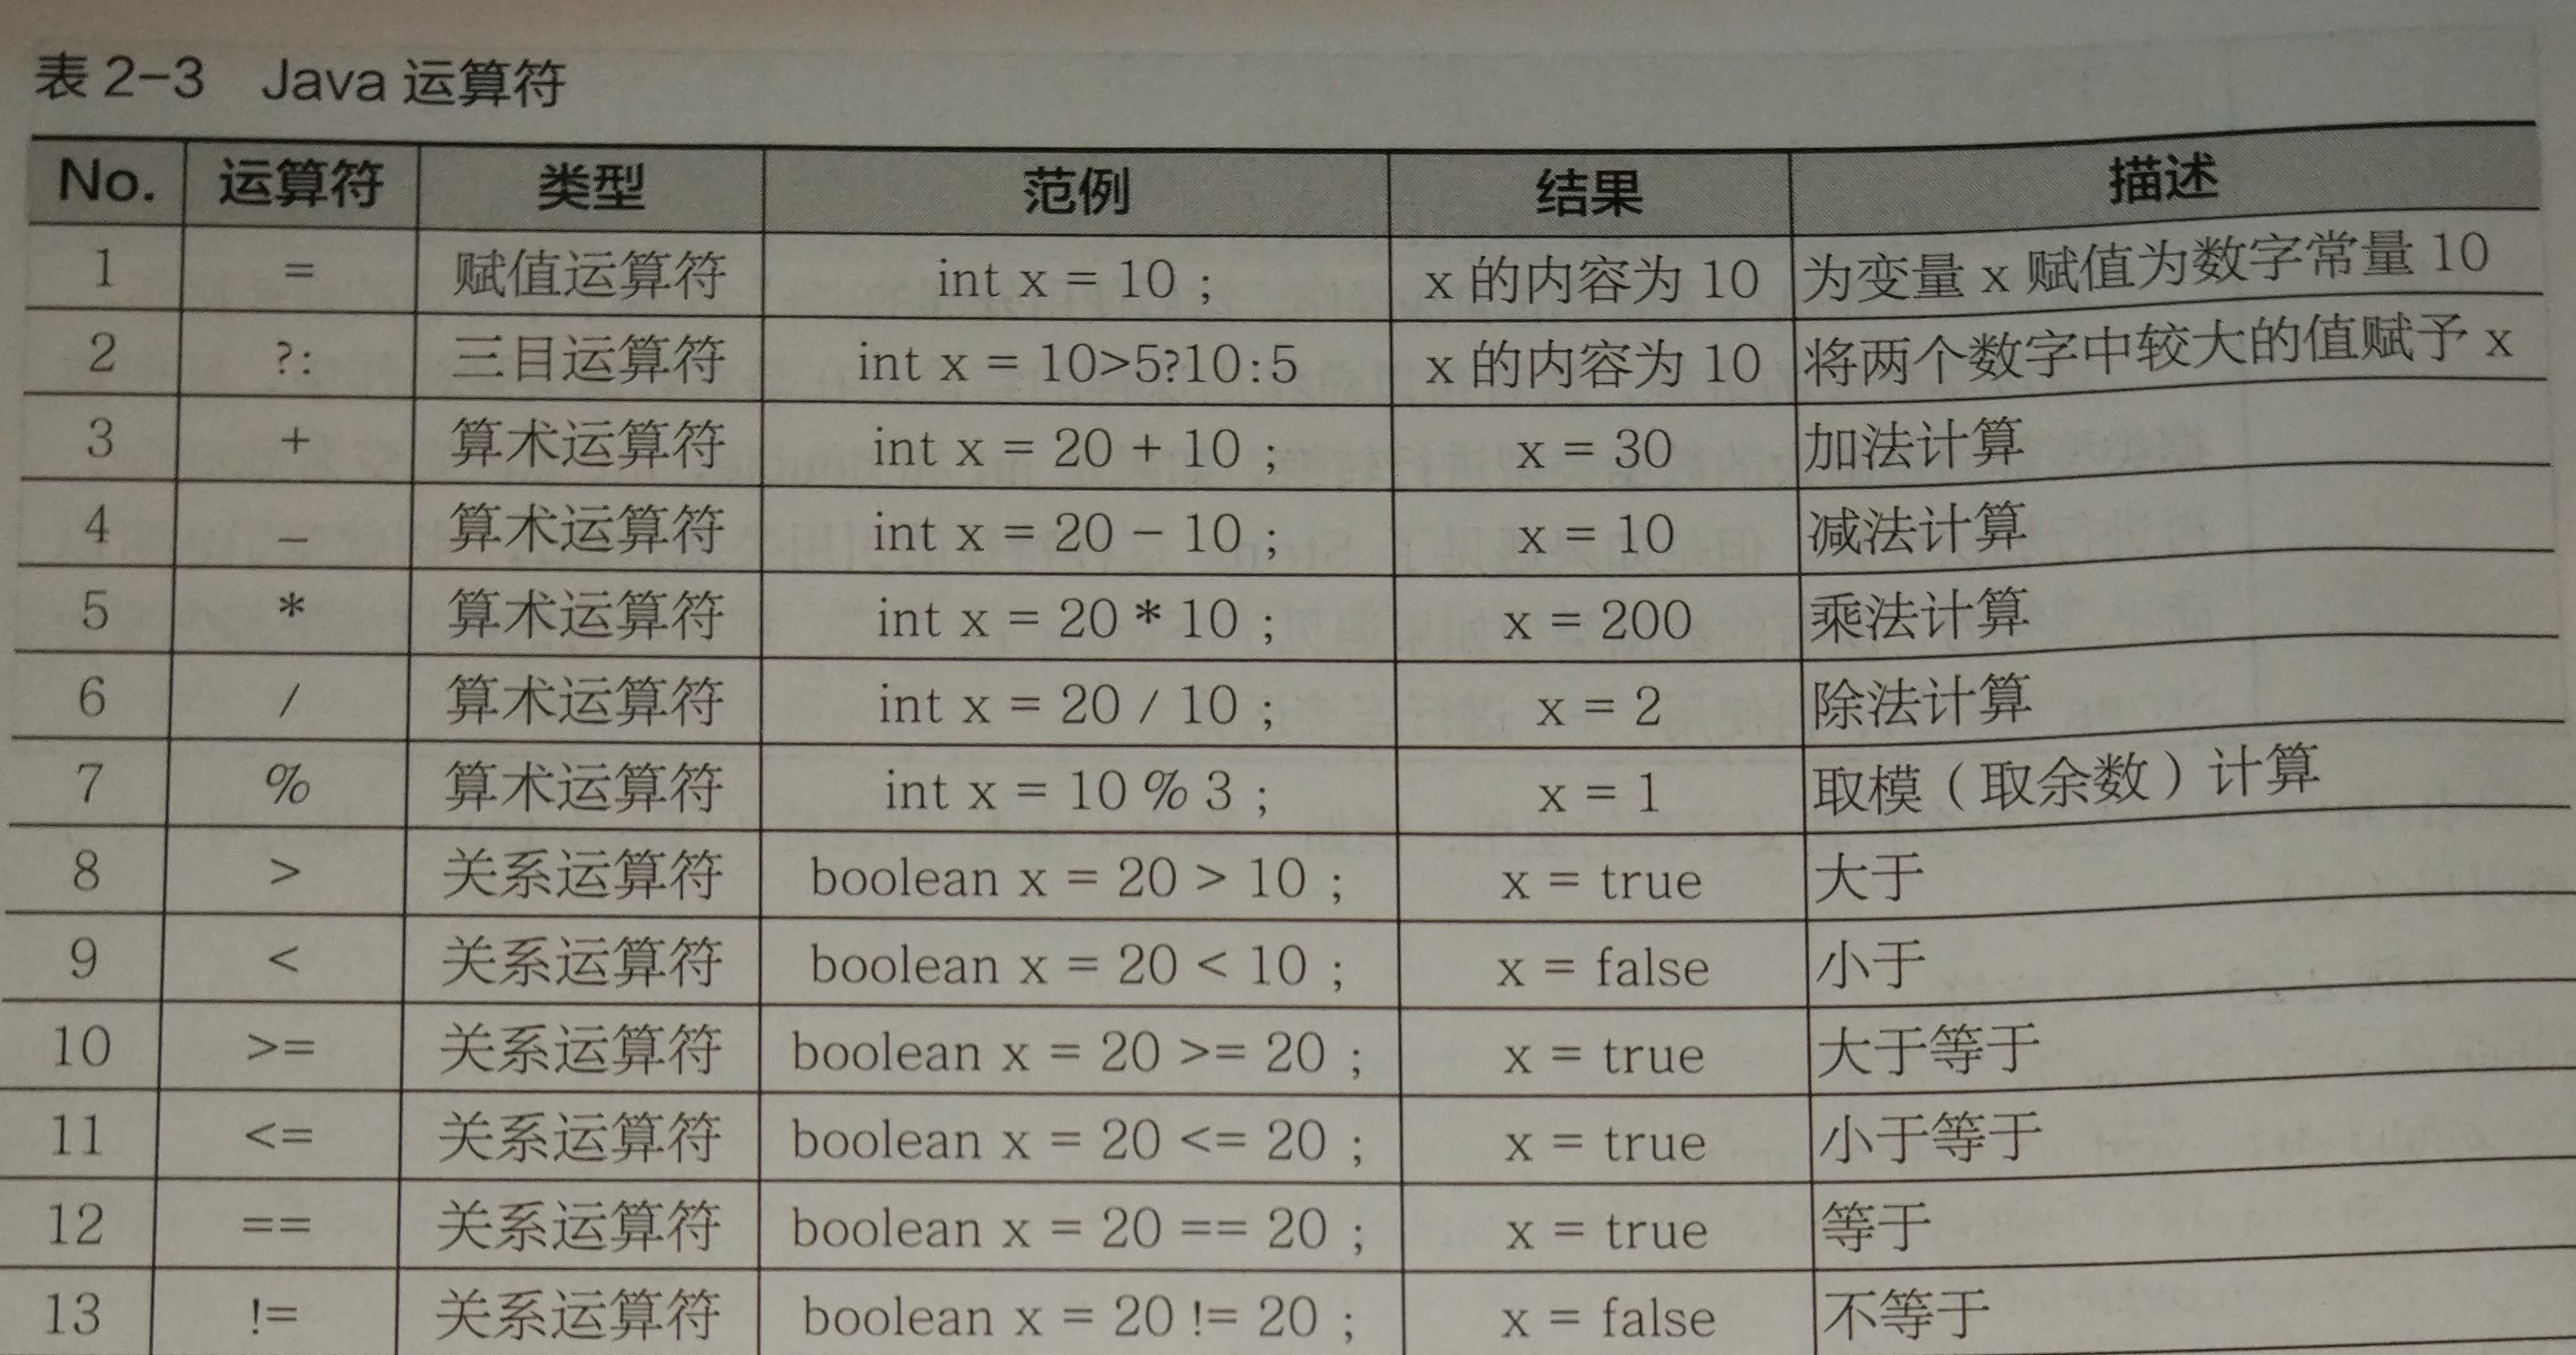 表 2-3 Java 运算符
No. 运算符 类型 范例 结果 描述
1 = 赋值运算符 int x = 10 ; x 的内容为 10 为变量 x 赋值为数字常量 10
2 ?: 三目运算符 int x = 10>5?10:5 x 的内容为 10 将两个数字中较大的值赋予 x
3 + 算术运算符 int x = 20 + 10 ; x = 30 加法计算
4 – 算术运算符 int x = 20 – 10 ; x = 10 减法计算
5 * 算术运算符 int x = 20 * 10 ; x = 200 乘法计算
6 / 算术运算符 int x = 20 / 10 ; x = 2 除法计算
7 % 算术运算符 int x = 10 % 3 ; x = 1 取模（取余数）计算
8 > 关系运算符 boolean x = 20 > 10 ; x = true 大于
9 < 关系运算符 boolean x = 20 < 10 ; x = false 小于
10 >= 关系运算符 boolean x = 20 >= 20 ; x = true 大于等于
11 <= 关系运算符 boolean x = 20 <= 20 ; x = true 小于等于
12 == 关系运算符 boolean x = 20 == 20 ; x = true 等于
13 != 关系运算符 boolean x = 20 != 20 ; x = false 不等于